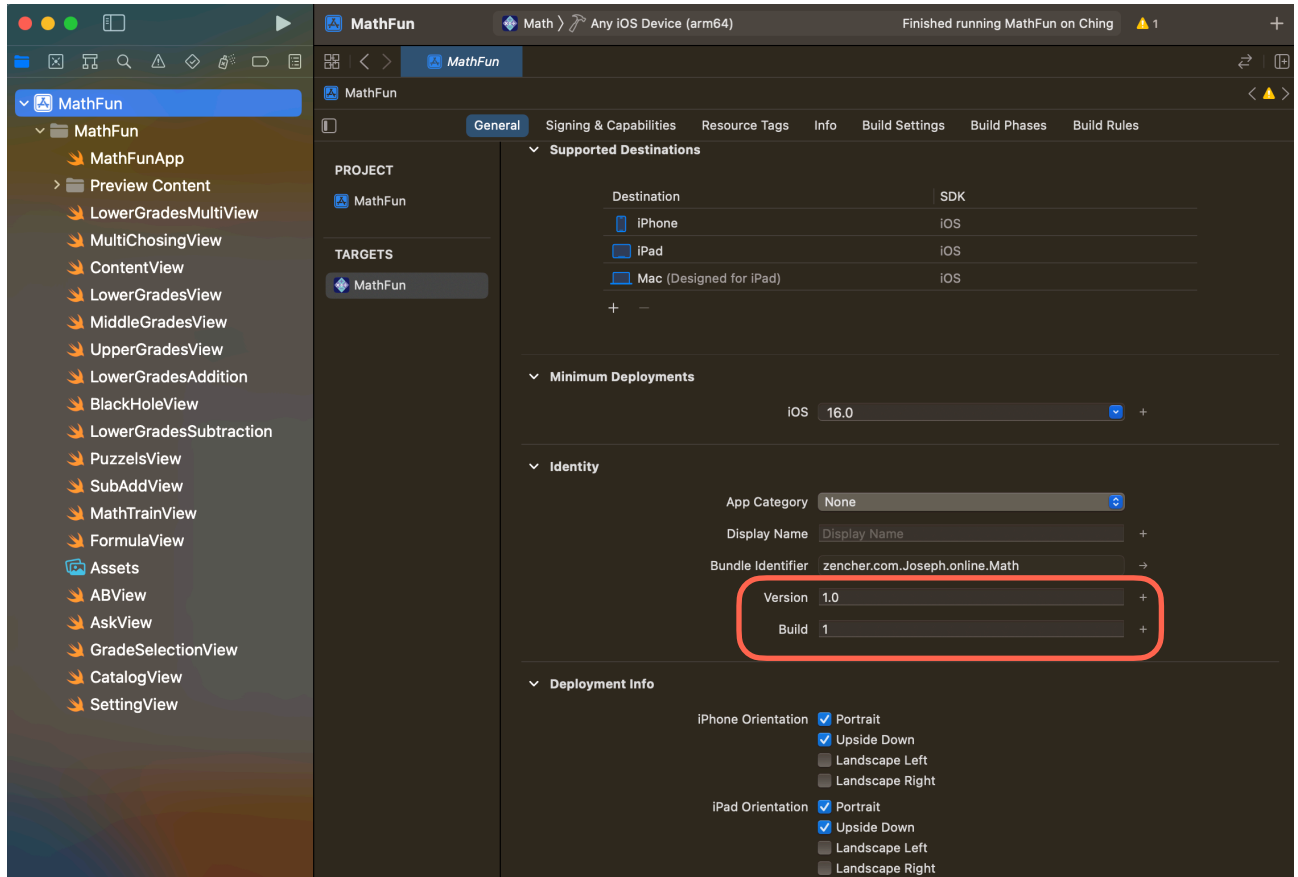 MathFun
Math 〉 Any iOS Device (arm64)
Finished running MathFun on Ching
1
MathFun
MathFun
MathFun
MathFun
MathFunApp
Preview Content
LowerGradesMultiView
MultiChosingView
ContentView
LowerGradesView
MiddleGradesView
UpperGradesView
LowerGradesAddition
BlackHoleView
LowerGradesSubtraction
PuzzelsView
SubAddView
MathTrainView
FormulaView
Assets
ABView
AskView
GradeSelectionView
CatalogView
SettingView
General Signing & Capabilities Resource Tags Info Build Settings Build Phases Build Rules
PROJECT
MathFun
TARGETS
MathFun
Supported Destinations
Destination SDK
iPhone iOS
iPad iOS
Mac (Designed for iPad) iOS
Minimum Deployments
iOS 16.0
Identity
App Category None
Display Name Display Name
Bundle Identifier zencher.com.Joseph.online.Math
Version 1.0
Build 1
Deployment Info
iPhone Orientation Portrait
Upside Down
Landscape Left
Landscape Right
iPad Orientation Portrait
Upside Down
Landscape Left
Landscape Right